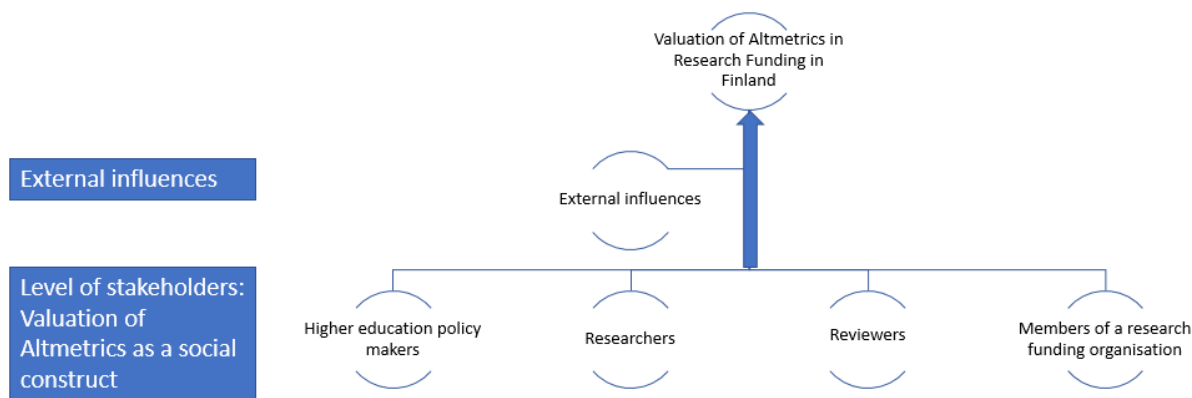 Valuation of Altmetrics in
Research Funding in
Finland
External influences
External influences
Level of stakeholders:
Valuation of
Altmetrics as a social
construct
Higher education policy
makers
Researchers
Reviewers
Members of a research
funding organisation